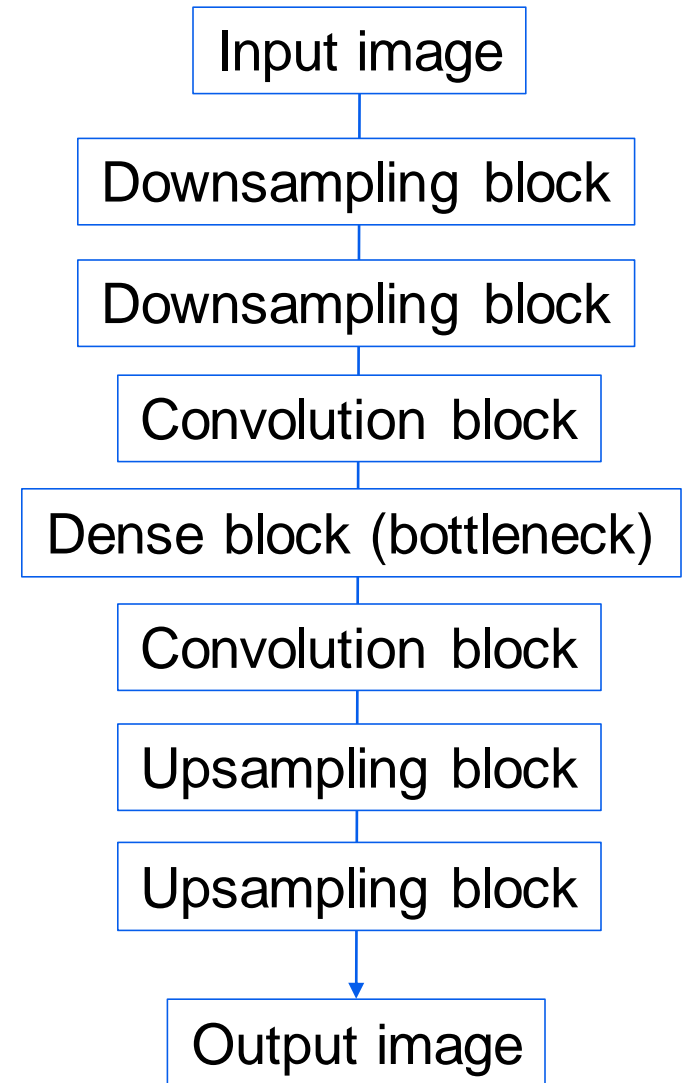 Input image
Downsampling block
Downsampling block
Convolution block
Dense block (bottleneck)
Convolution block
Upsampling block
Upsampling block
Output image